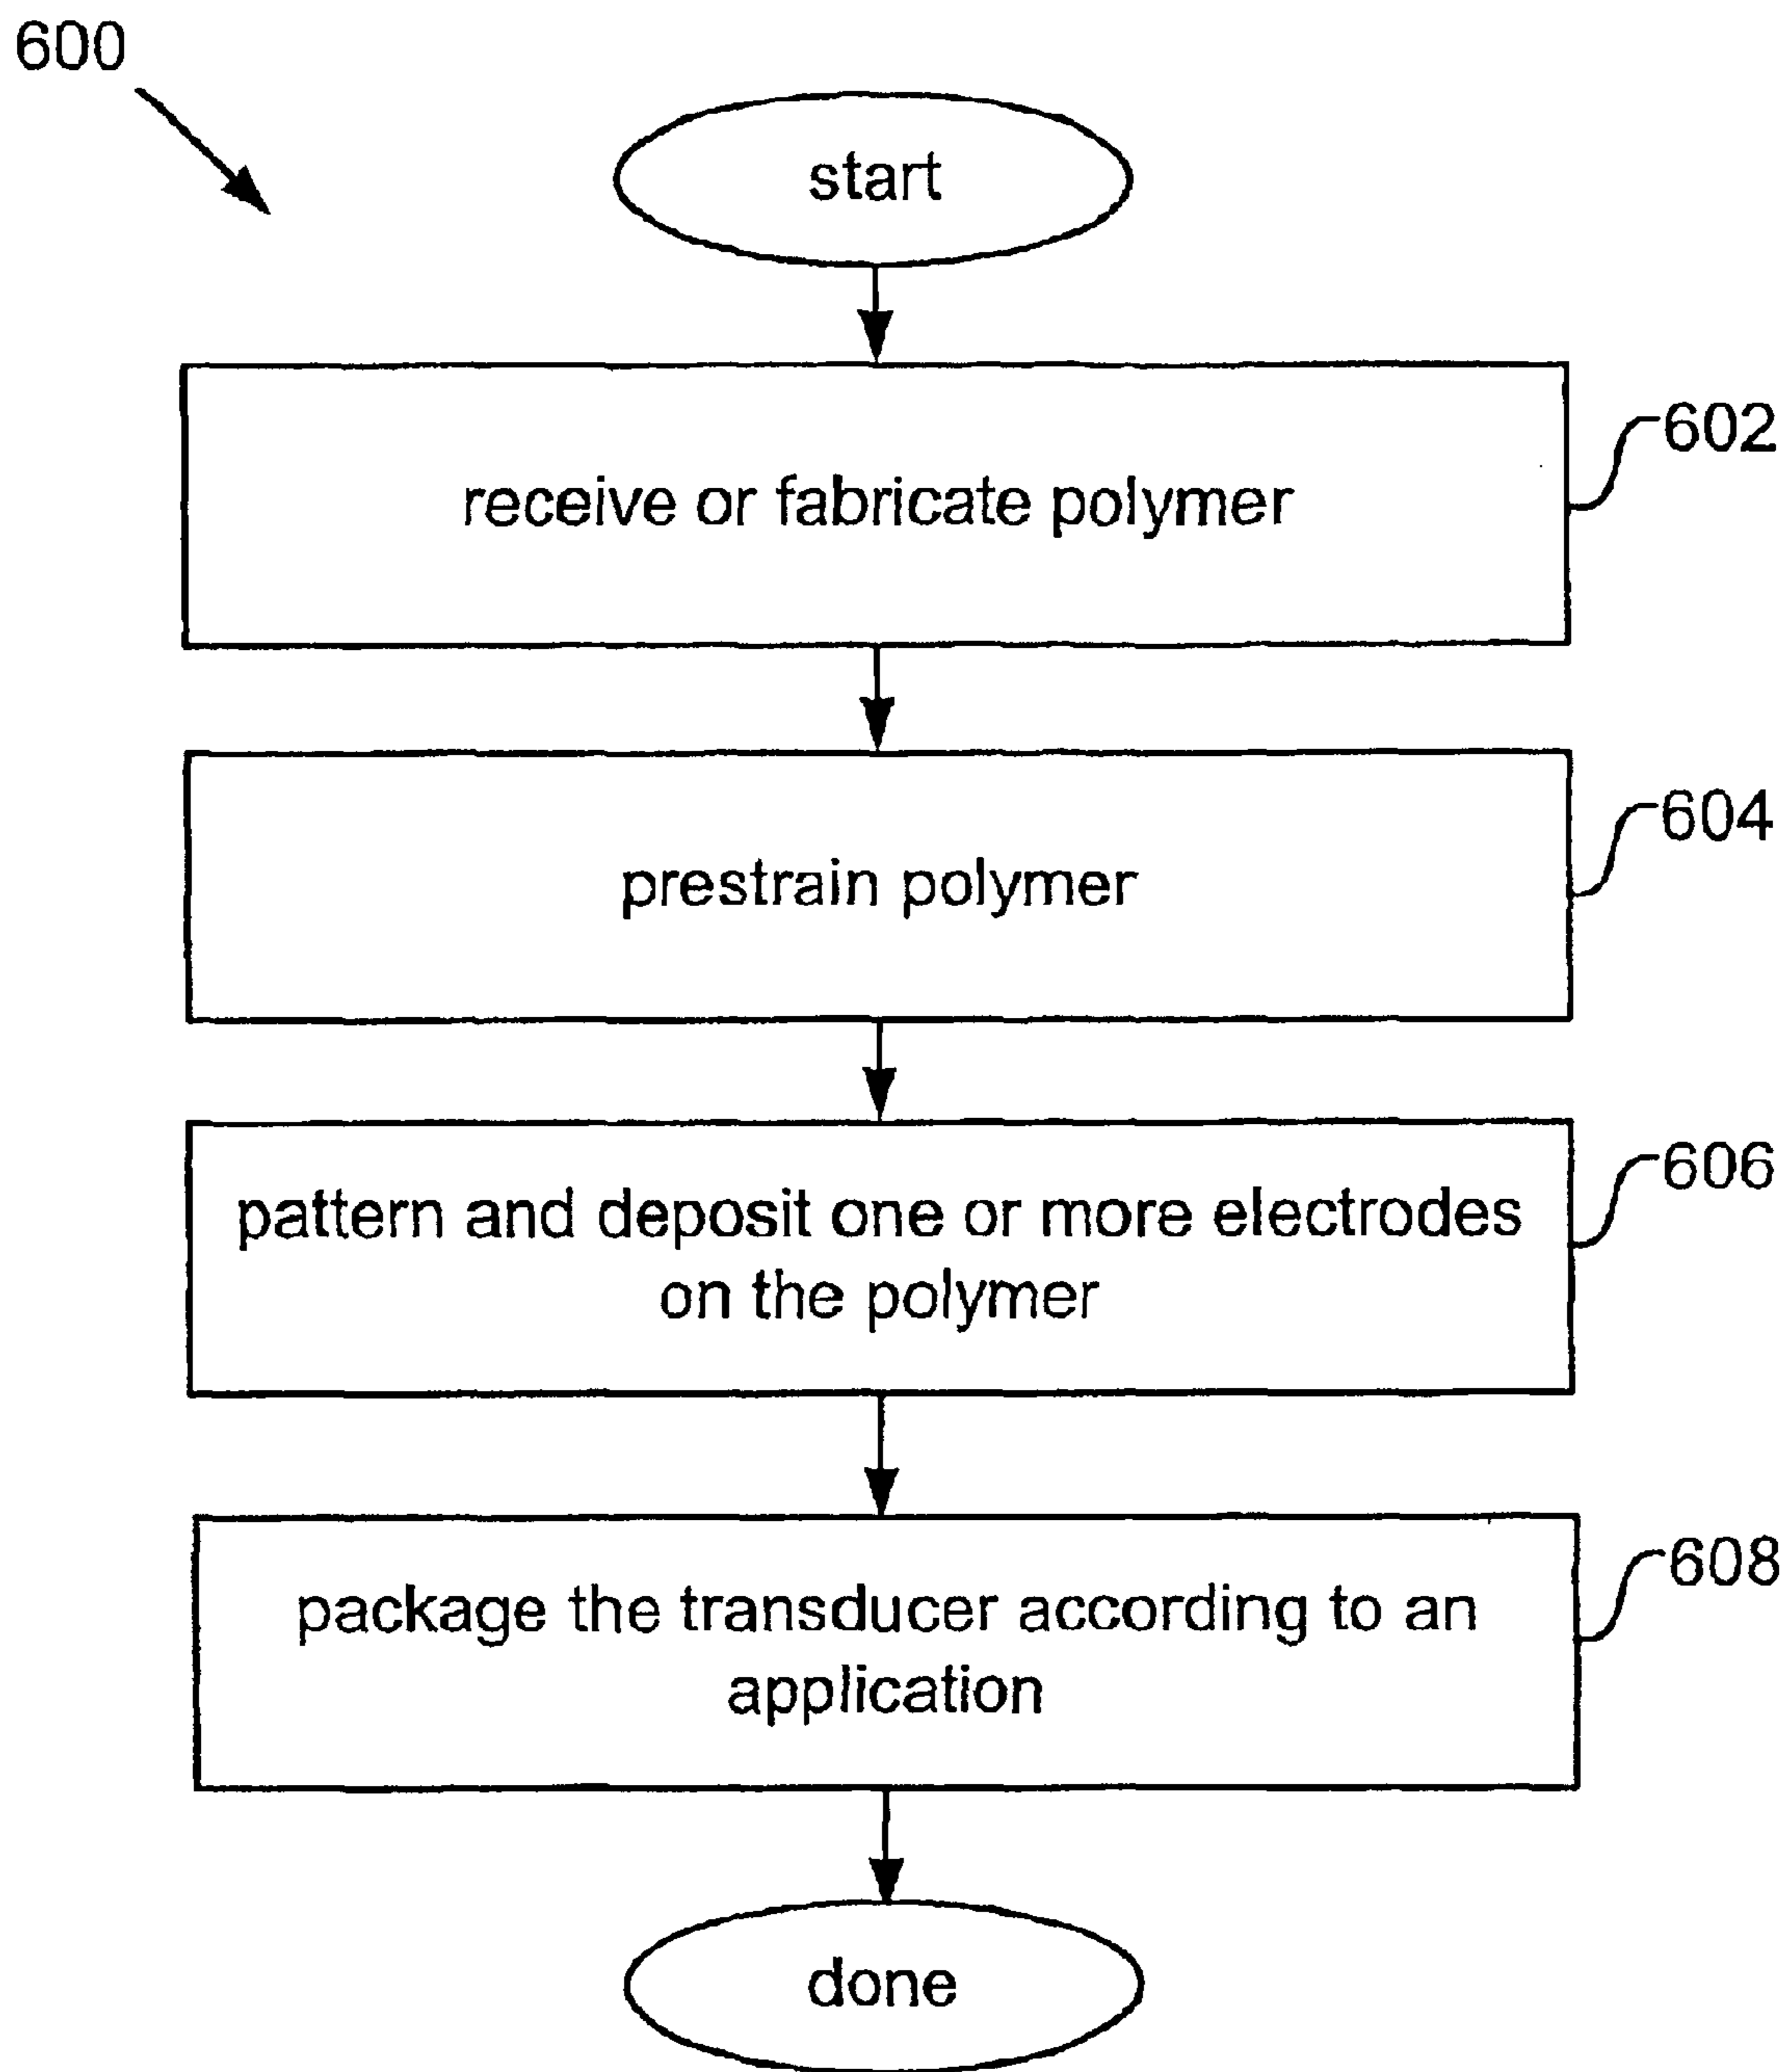 600
start
receive or fabricate polymer
602
prestrain polymer
604
pattern and deposit one or more electrodes
on the polymer
606
package the transducer according to an
application
608
done